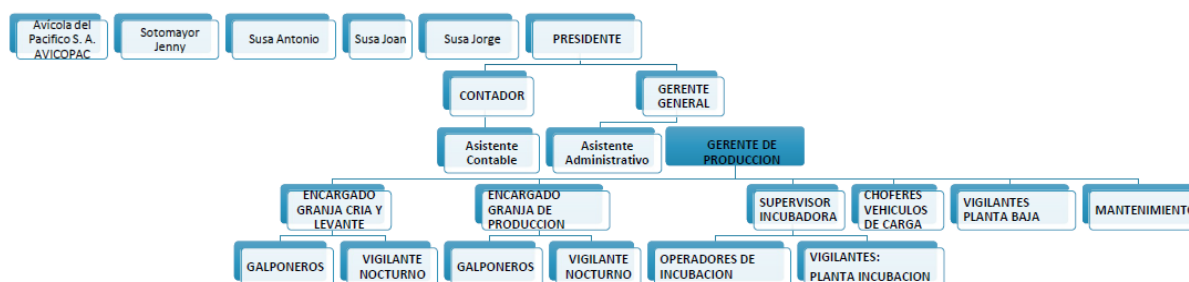 Avícola del
Pacifico S. A.
AVICOPAC
Sotomayor
Jenny
Susa Antonio
Susa Joan
Susa Jorge
PRESIDENTE
CONTADOR
GERENTE
GENERAL
Asistente
Contable
Asistente
Administrativo
GERENTE DE
PRODUCCION
ENCARGADO
GRANJA CRIA Y
LEVANTE
ENCARGADO
GRANJA DE
PRODUCCION
SUPERVISOR
INCUBADORA
CHOFERES
VEHICULOS
DE CARGA
VIGILANTES
PLANTA BAJA
MANTENIMIENTO
GALPONEROS
VIGILANTE
NOCTURNO
GALPONEROS
VIGILANTE
NOCTURNO
OPERADORES DE
INCUBACION
VIGILANTES:
PLANTA INCUBACION